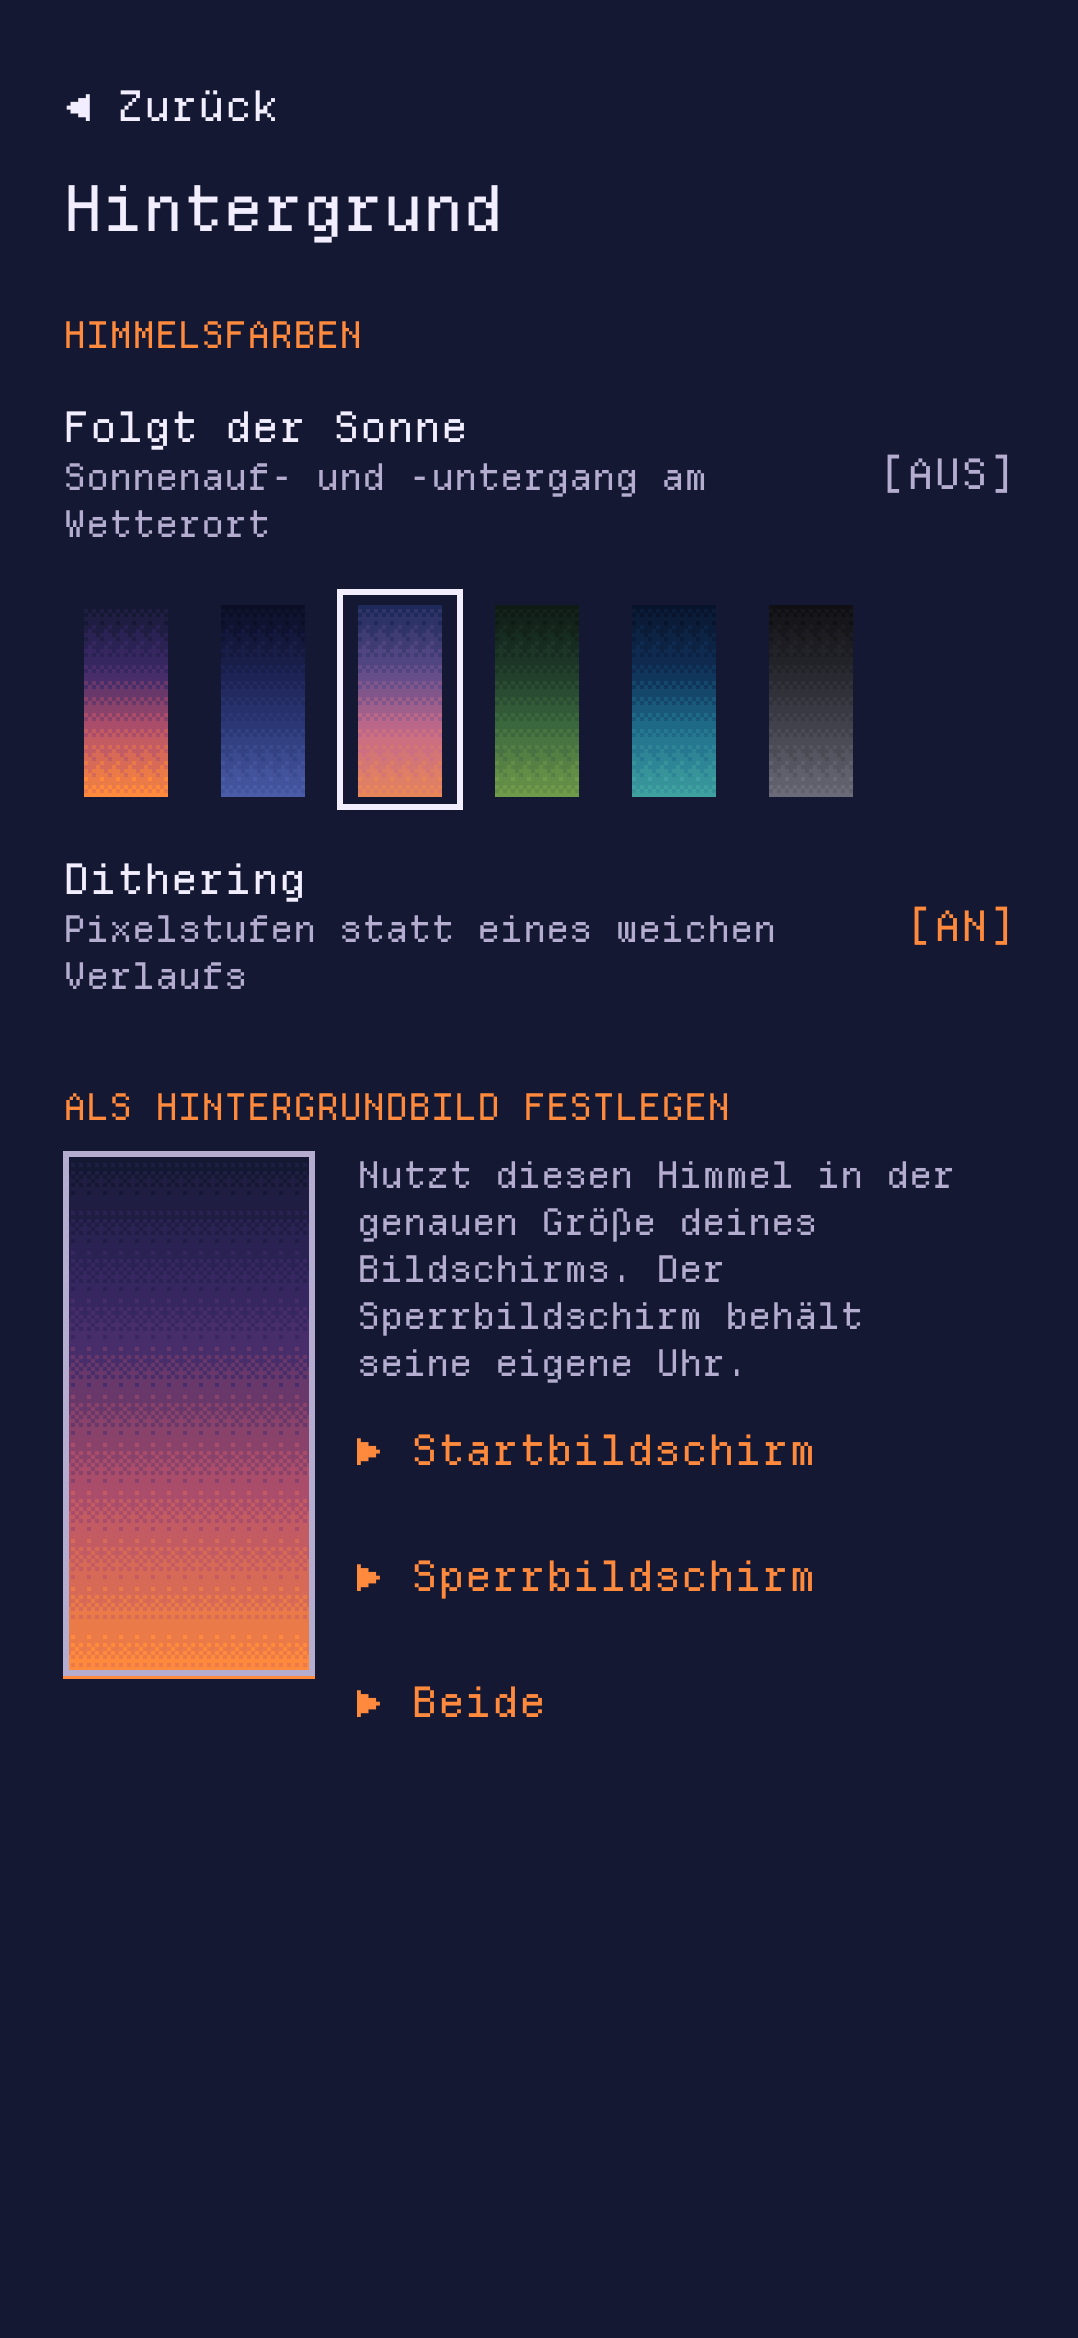 Zurück
Hintergrund
HIMMELSFARBEN
Folgt der Sonne
Sonnenauf- und -untergang am
Wetterort
[AUS]
Dithering
Pixelstufen statt eines weichen
Verlaufs
[AN]
ALS HINTERGRUNDBILD FESTLEGEN
Nutzt diesen Himmel in der
genauen Größe deines
Bildschirms. Der
Sperrbildschirm behält
seine eigene Uhr.
Startbildschirm
Sperrbildschirm
Beide